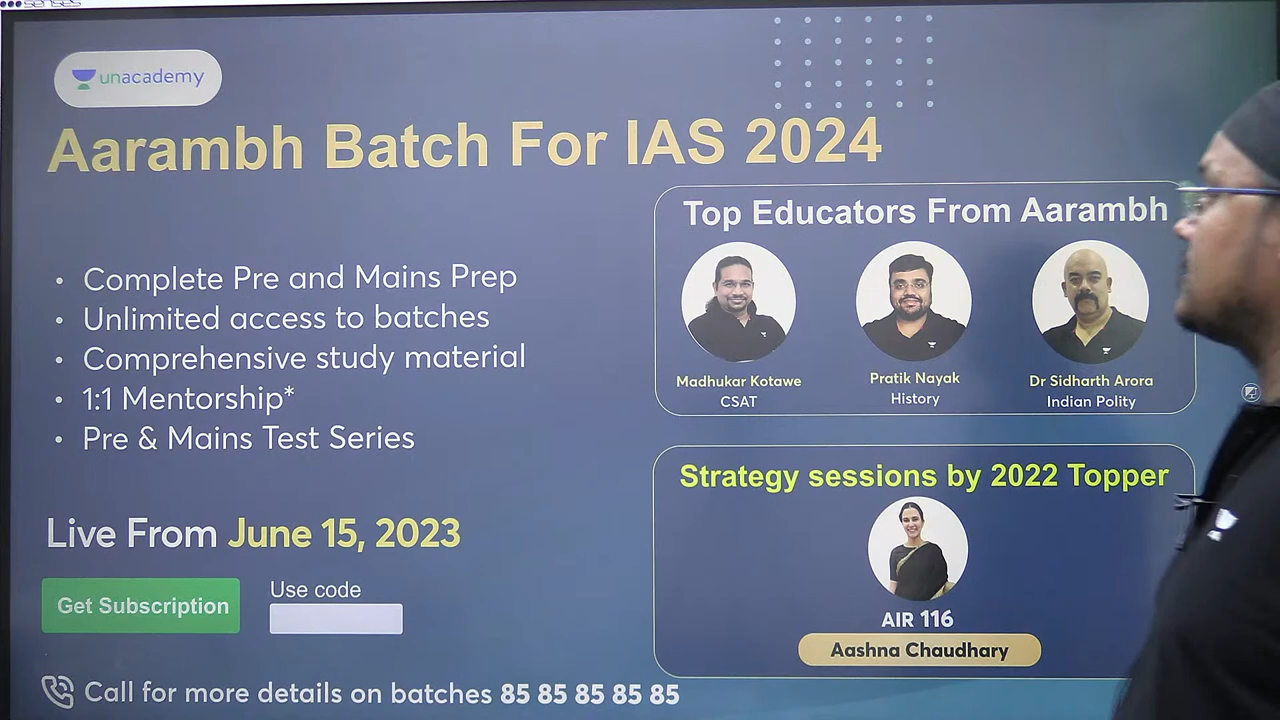 senses
unacademy
Aarambh Batch For IAS 2024
• Complete Pre and Mains Prep
• Unlimited access to batches
• Comprehensive study material
• 1:1 Mentorship*
• Pre & Mains Test Series
Live From June 15, 2023
Get Subscription
Use code
Call for more details on batches 85 85 85 85 85
Top Educators From Aarambh
Madhukar Kotawe
CSAT
Pratik Nayak
History
Dr Sidharth Arora
Indian Polity
Strategy sessions by 2022 Topper
AIR 116
Aashna Chaudhary